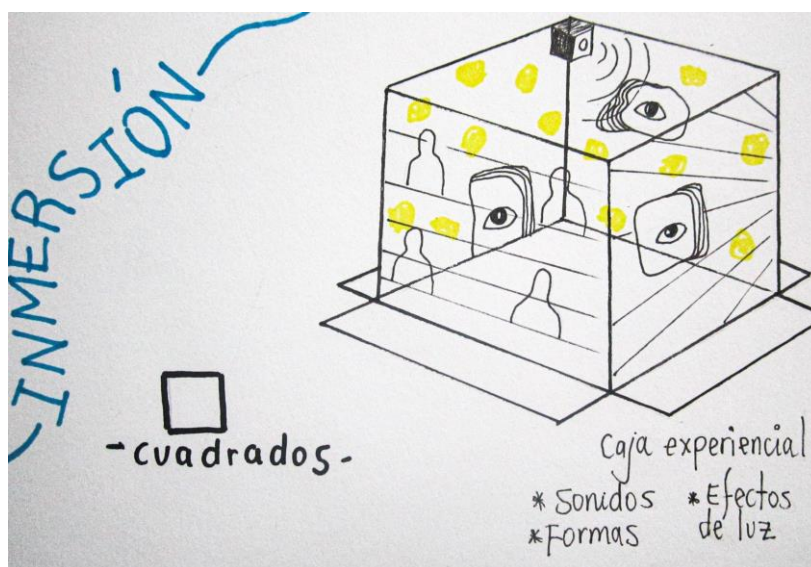 INMERSIÓN
-cuadrados-
Caja experiencial
* Sonidos * Efectos
* Formas de luz